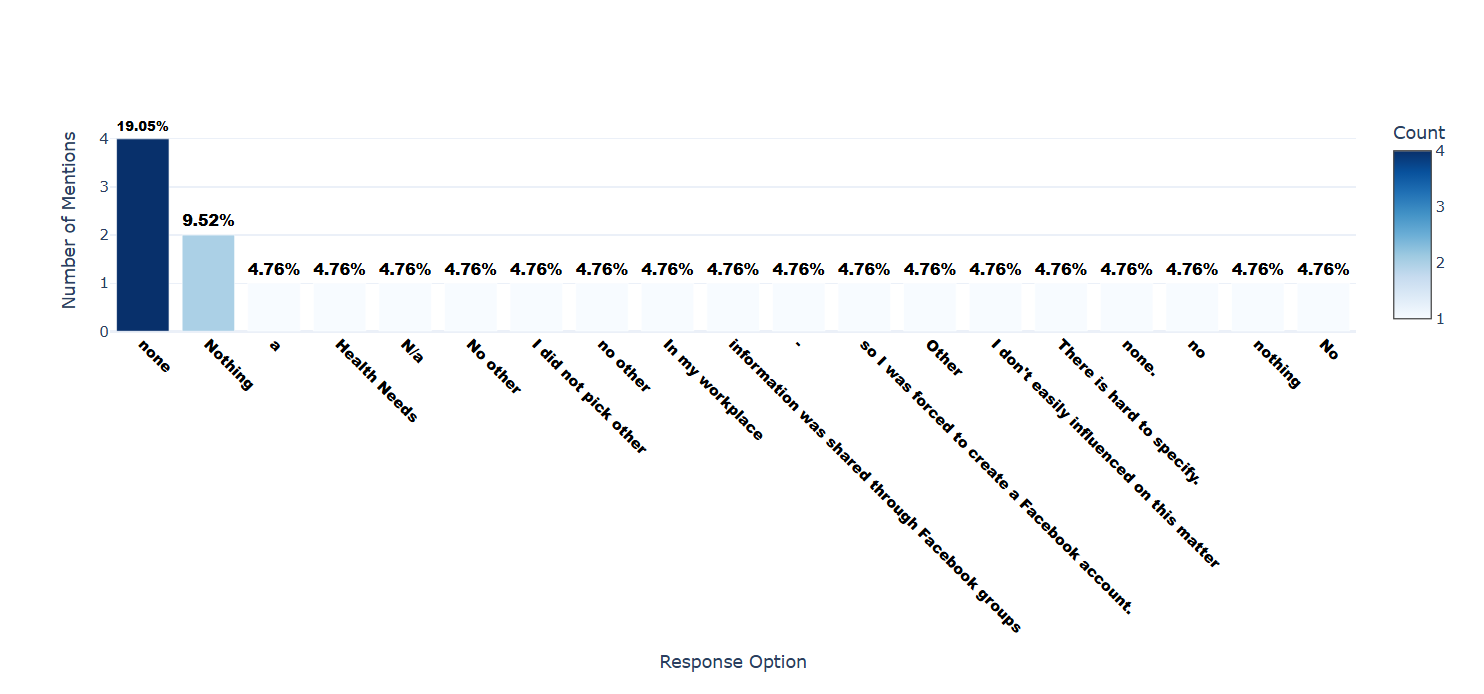 19.05%
9.52%
4.76% 4.76% 4.76% 4.76% 4.76% 4.76% 4.76% 4.76% 4.76% 4.76% 4.76% 4.76% 4.76% 4.76% 4.76% 4.76% 4.76%
Number of Mentions
4
3
2
1
0
none
Nothing
a
Health Needs
N/a
No other
I did not pick other
no other
In my workplace
information was shared through Facebook groups
-
so I was forced to create a Facebook account.
Other
I don't easily influenced on this matter
There is hard to specify.
none.
no
nothing
No
Response Option
Count
4
3
2
1